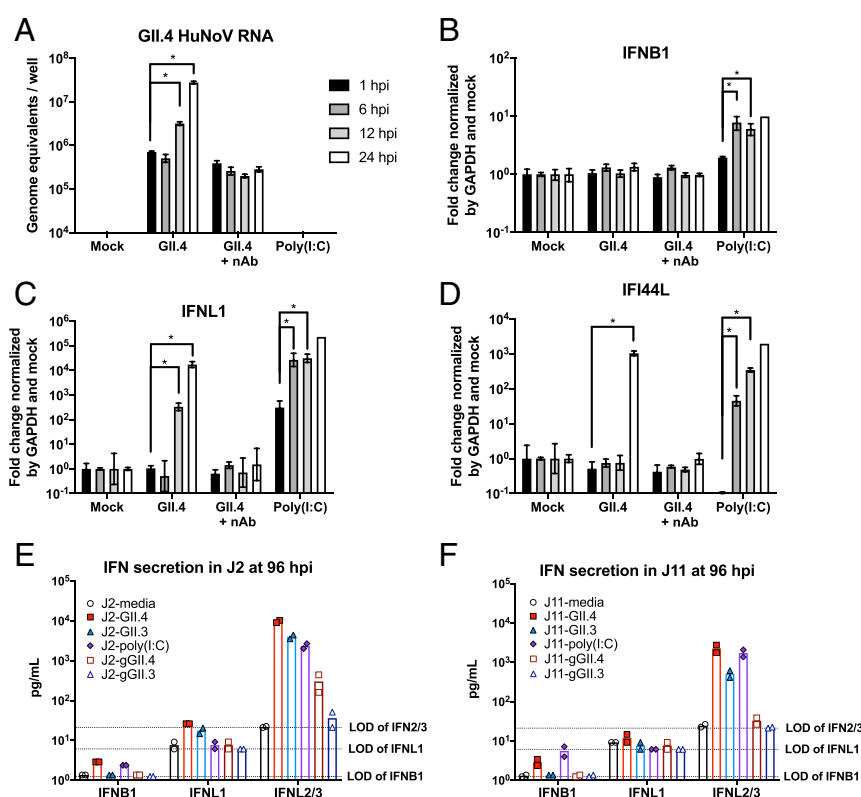 A
GII.4 HuNoV RNA
Genome equivalents / well
10^8
10^7
10^6
10^5
10^4
* *
Mock GII.4 GII.4 Poly(I:C)
+ nAb
1 hpi
6 hpi
12 hpi
24 hpi
B
IFNB1
Fold change normalized
by GAPDH and mock
10^2
10^1
10^0
10^-1
* *
Mock GII.4 GII.4 Poly(I:C)
+ nAb
C
IFNL1
Fold change normalized
by GAPDH and mock
10^6
10^5
10^4
10^3
10^2
10^1
10^0
10^-1
* * * *
Mock GII.4 GII.4 Poly(I:C)
+ nAb
D
IFI44L
Fold change normalized
by GAPDH and mock
10^4
10^3
10^2
10^1
10^0
10^-1
* * *
Mock GII.4 GII.4 Poly(I:C)
+ nAb
E
IFN secretion in J2 at 96 hpi
pg/mL
10^5
10^4
10^3
10^2
10^1
10^0
J2-media
J2-GII.4
J2-GII.3
J2-poly(I:C)
J2-gGII.4
J2-gGII.3
LOD of IFN2/3
LOD of IFNL1
LOD of IFNB1
IFNB1 IFNL1 IFNL2/3
F
IFN secretion in J11 at 96 hpi
pg/mL
10^5
10^4
10^3
10^2
10^1
10^0
J11-media
J11-GII.4
J11-GII.3
J11-poly(I:C)
J11-gGII.4
J11-gGII.3
LOD of IFN2/3
LOD of IFNL1
LOD of IFNB1
IFNB1 IFNL1 IFNL2/3